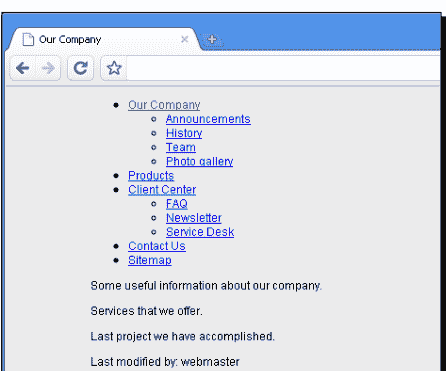 Our Company
Our Company
Announcements
History
Team
Photo gallery
Products
Client Center
FAQ
Newsletter
Service Desk
Contact Us
Sitemap
Some useful information about our company.
Services that we offer.
Last project we have accomplished.
Last modified by: webmaster